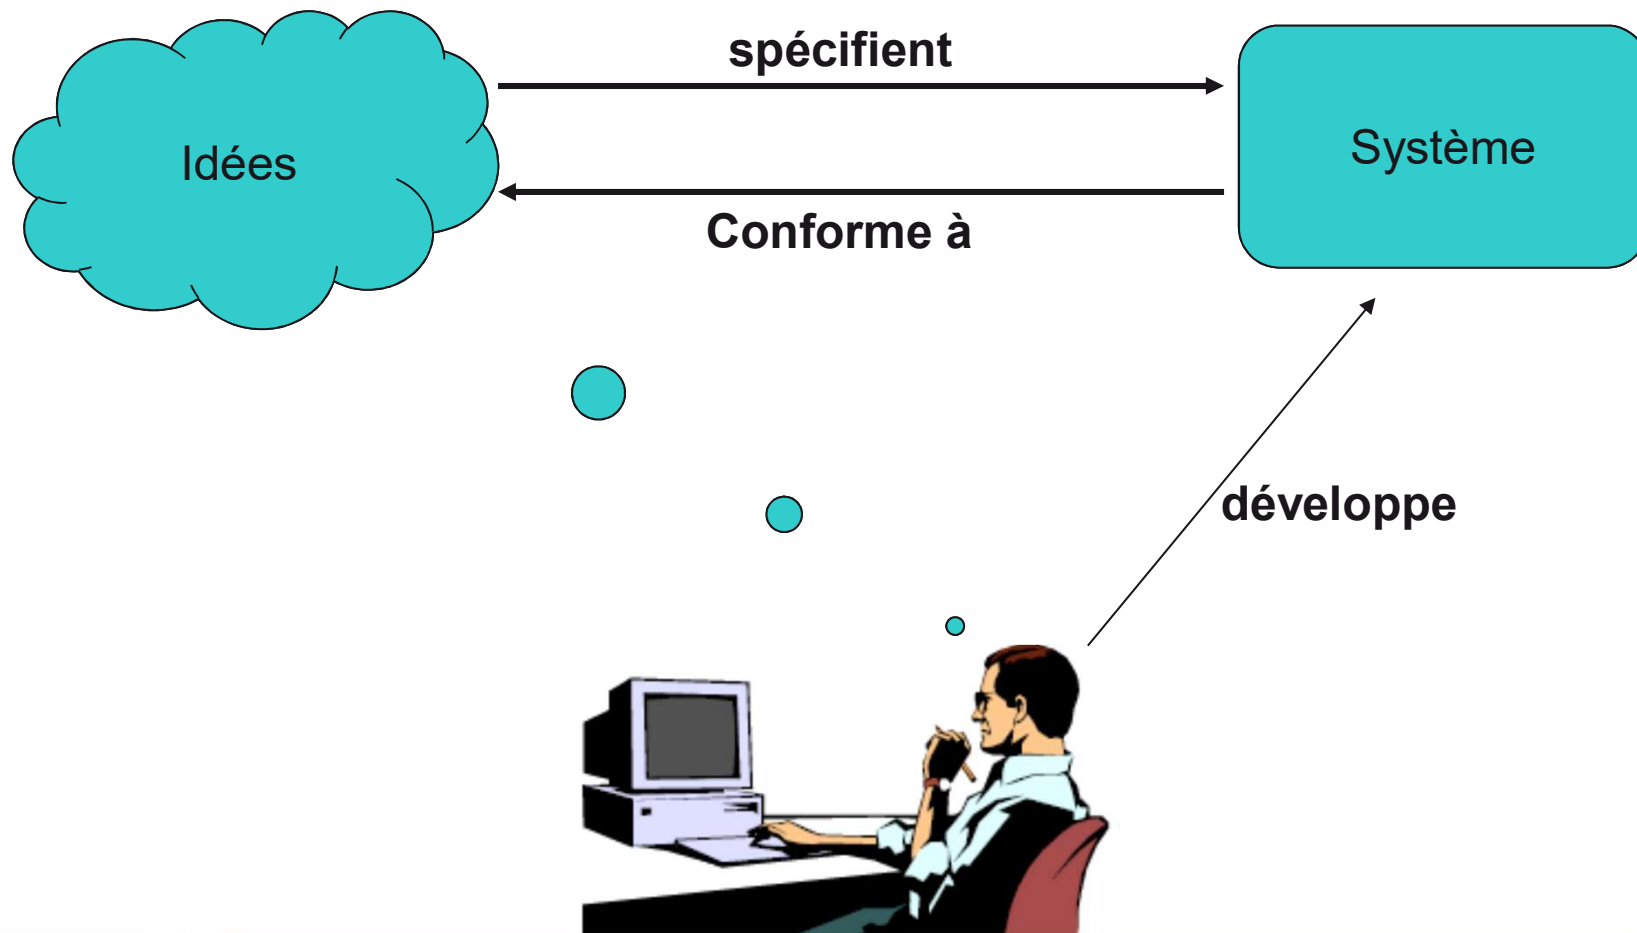 spécifient
Idées
Système
Conforme à
développe